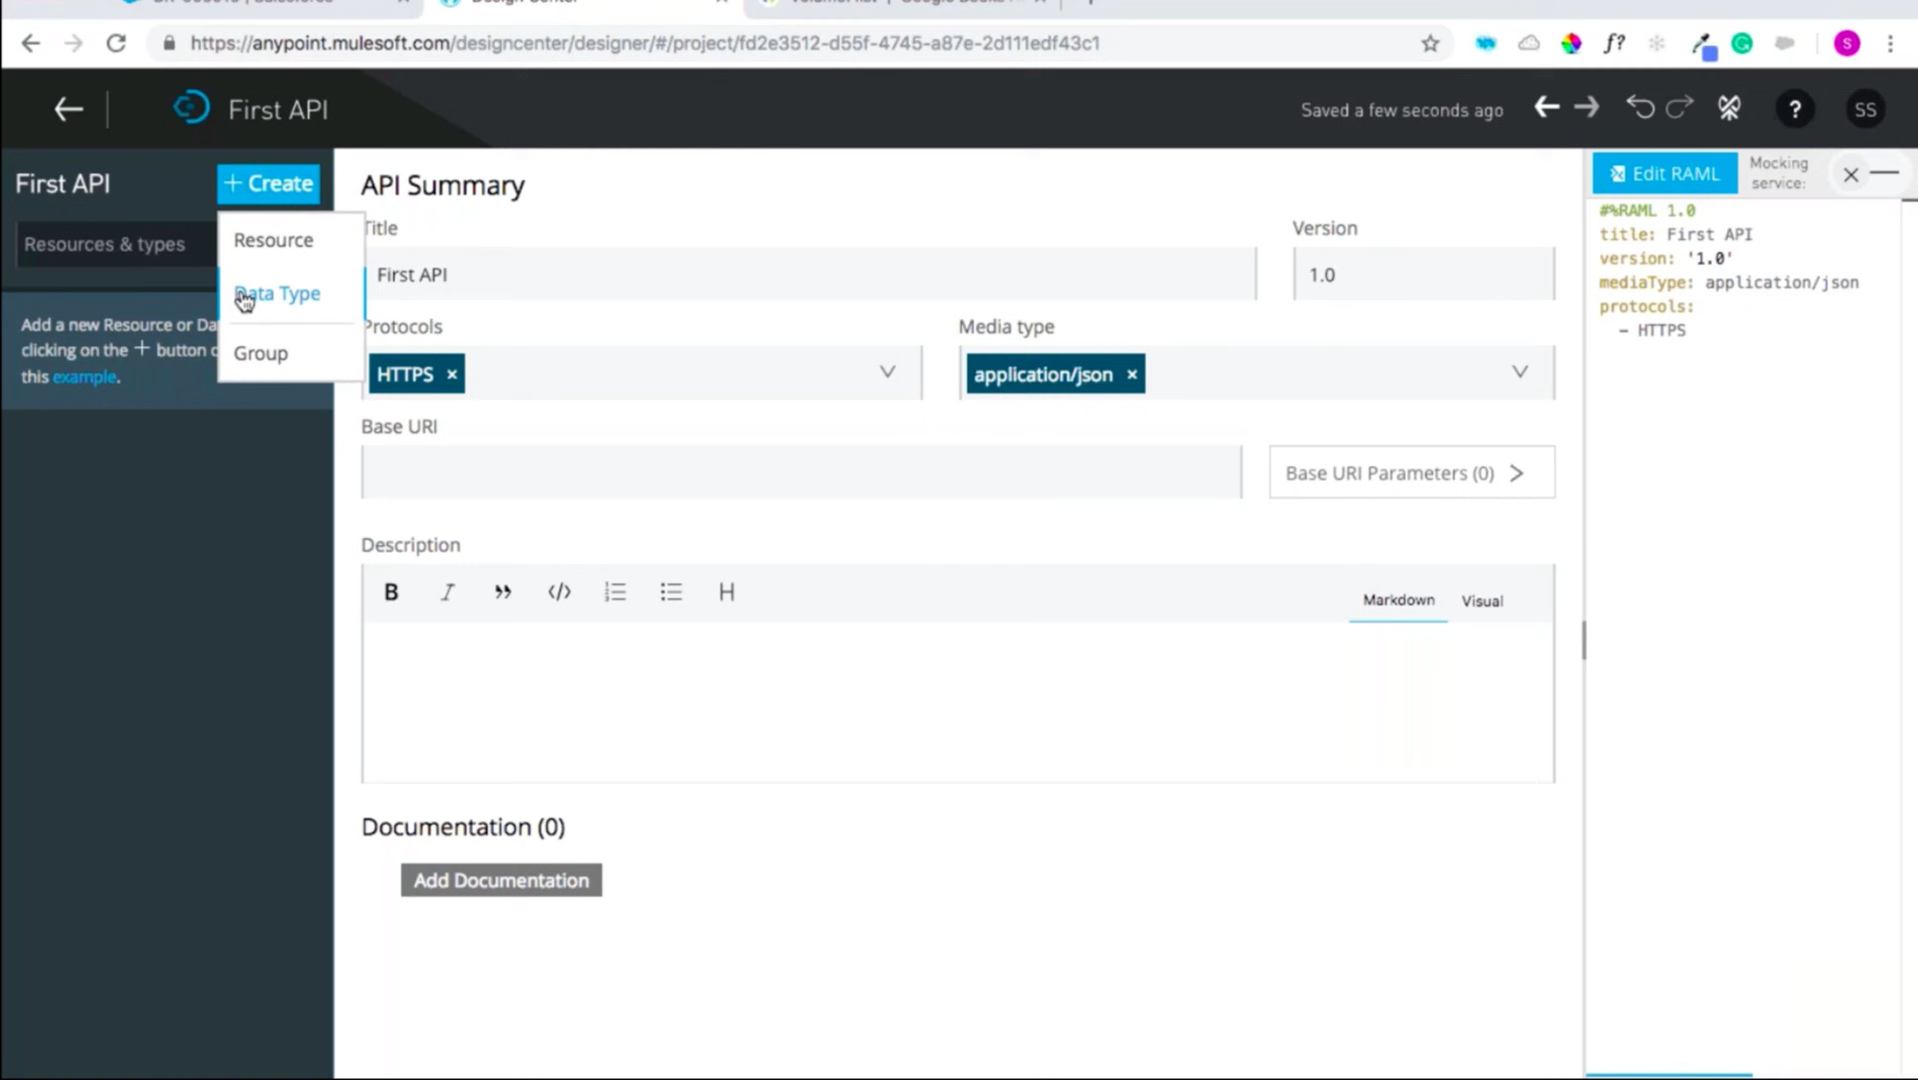 Design Center
https://anypoint.mulesoft.com/designcenter/designer/#/project/fd2e3512-d55f-4745-a87e-2d111edf43c1
f?
S
First API
Saved a few seconds ago
?
SS
First API
+ Create
Resources & types
Resource
Data Type
Group
Add a new Resource or Da
clicking on the + button
this example.
API Summary
Title
First API
Version
1.0
Protocols
HTTPS ×
Media type
application/json ×
Base URI
Base URI Parameters (0) >
Description
B I ” </> H
Markdown Visual
Documentation (0)
Add Documentation
Edit RAML
Mocking
service:
#%RAML 1.0
title: First API
version: '1.0'
mediaType: application/json
protocols:
- HTTPS